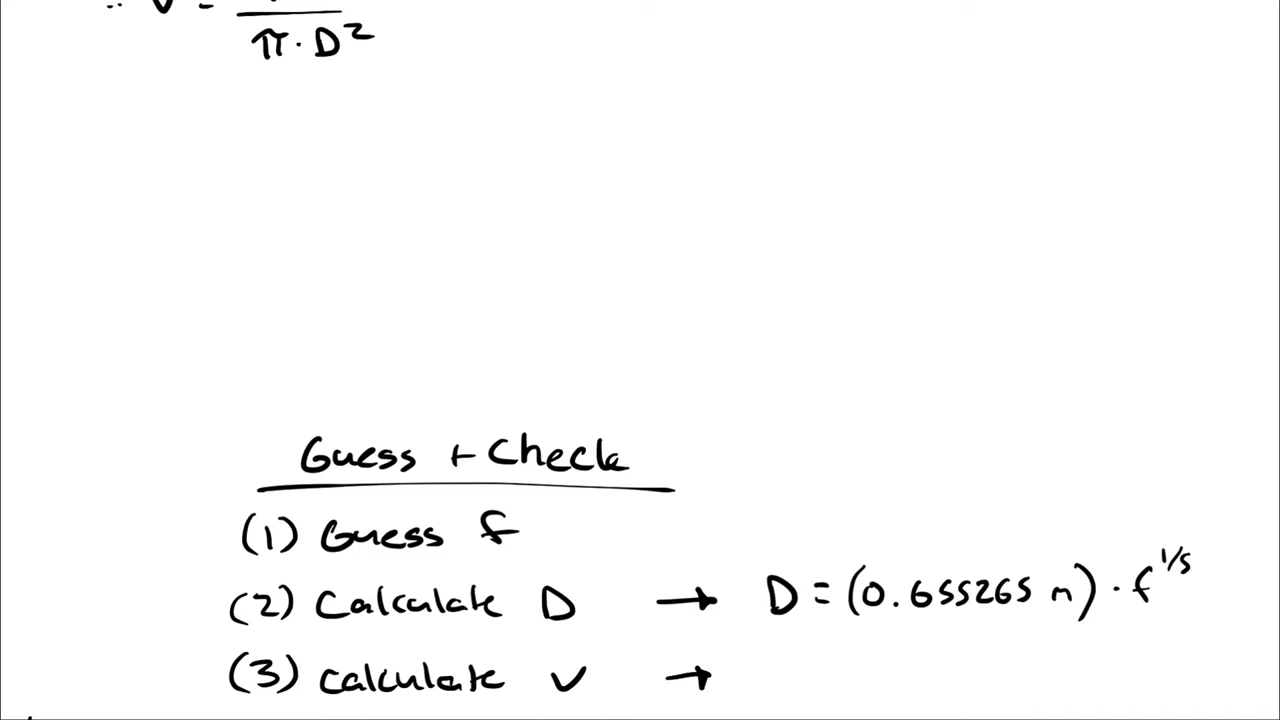 ∴ V =
π · D²
Guess + Check
(1) Guess f
(2) Calculate D → D = (0.655265 m) · f^1/5
(3) Calculate v →